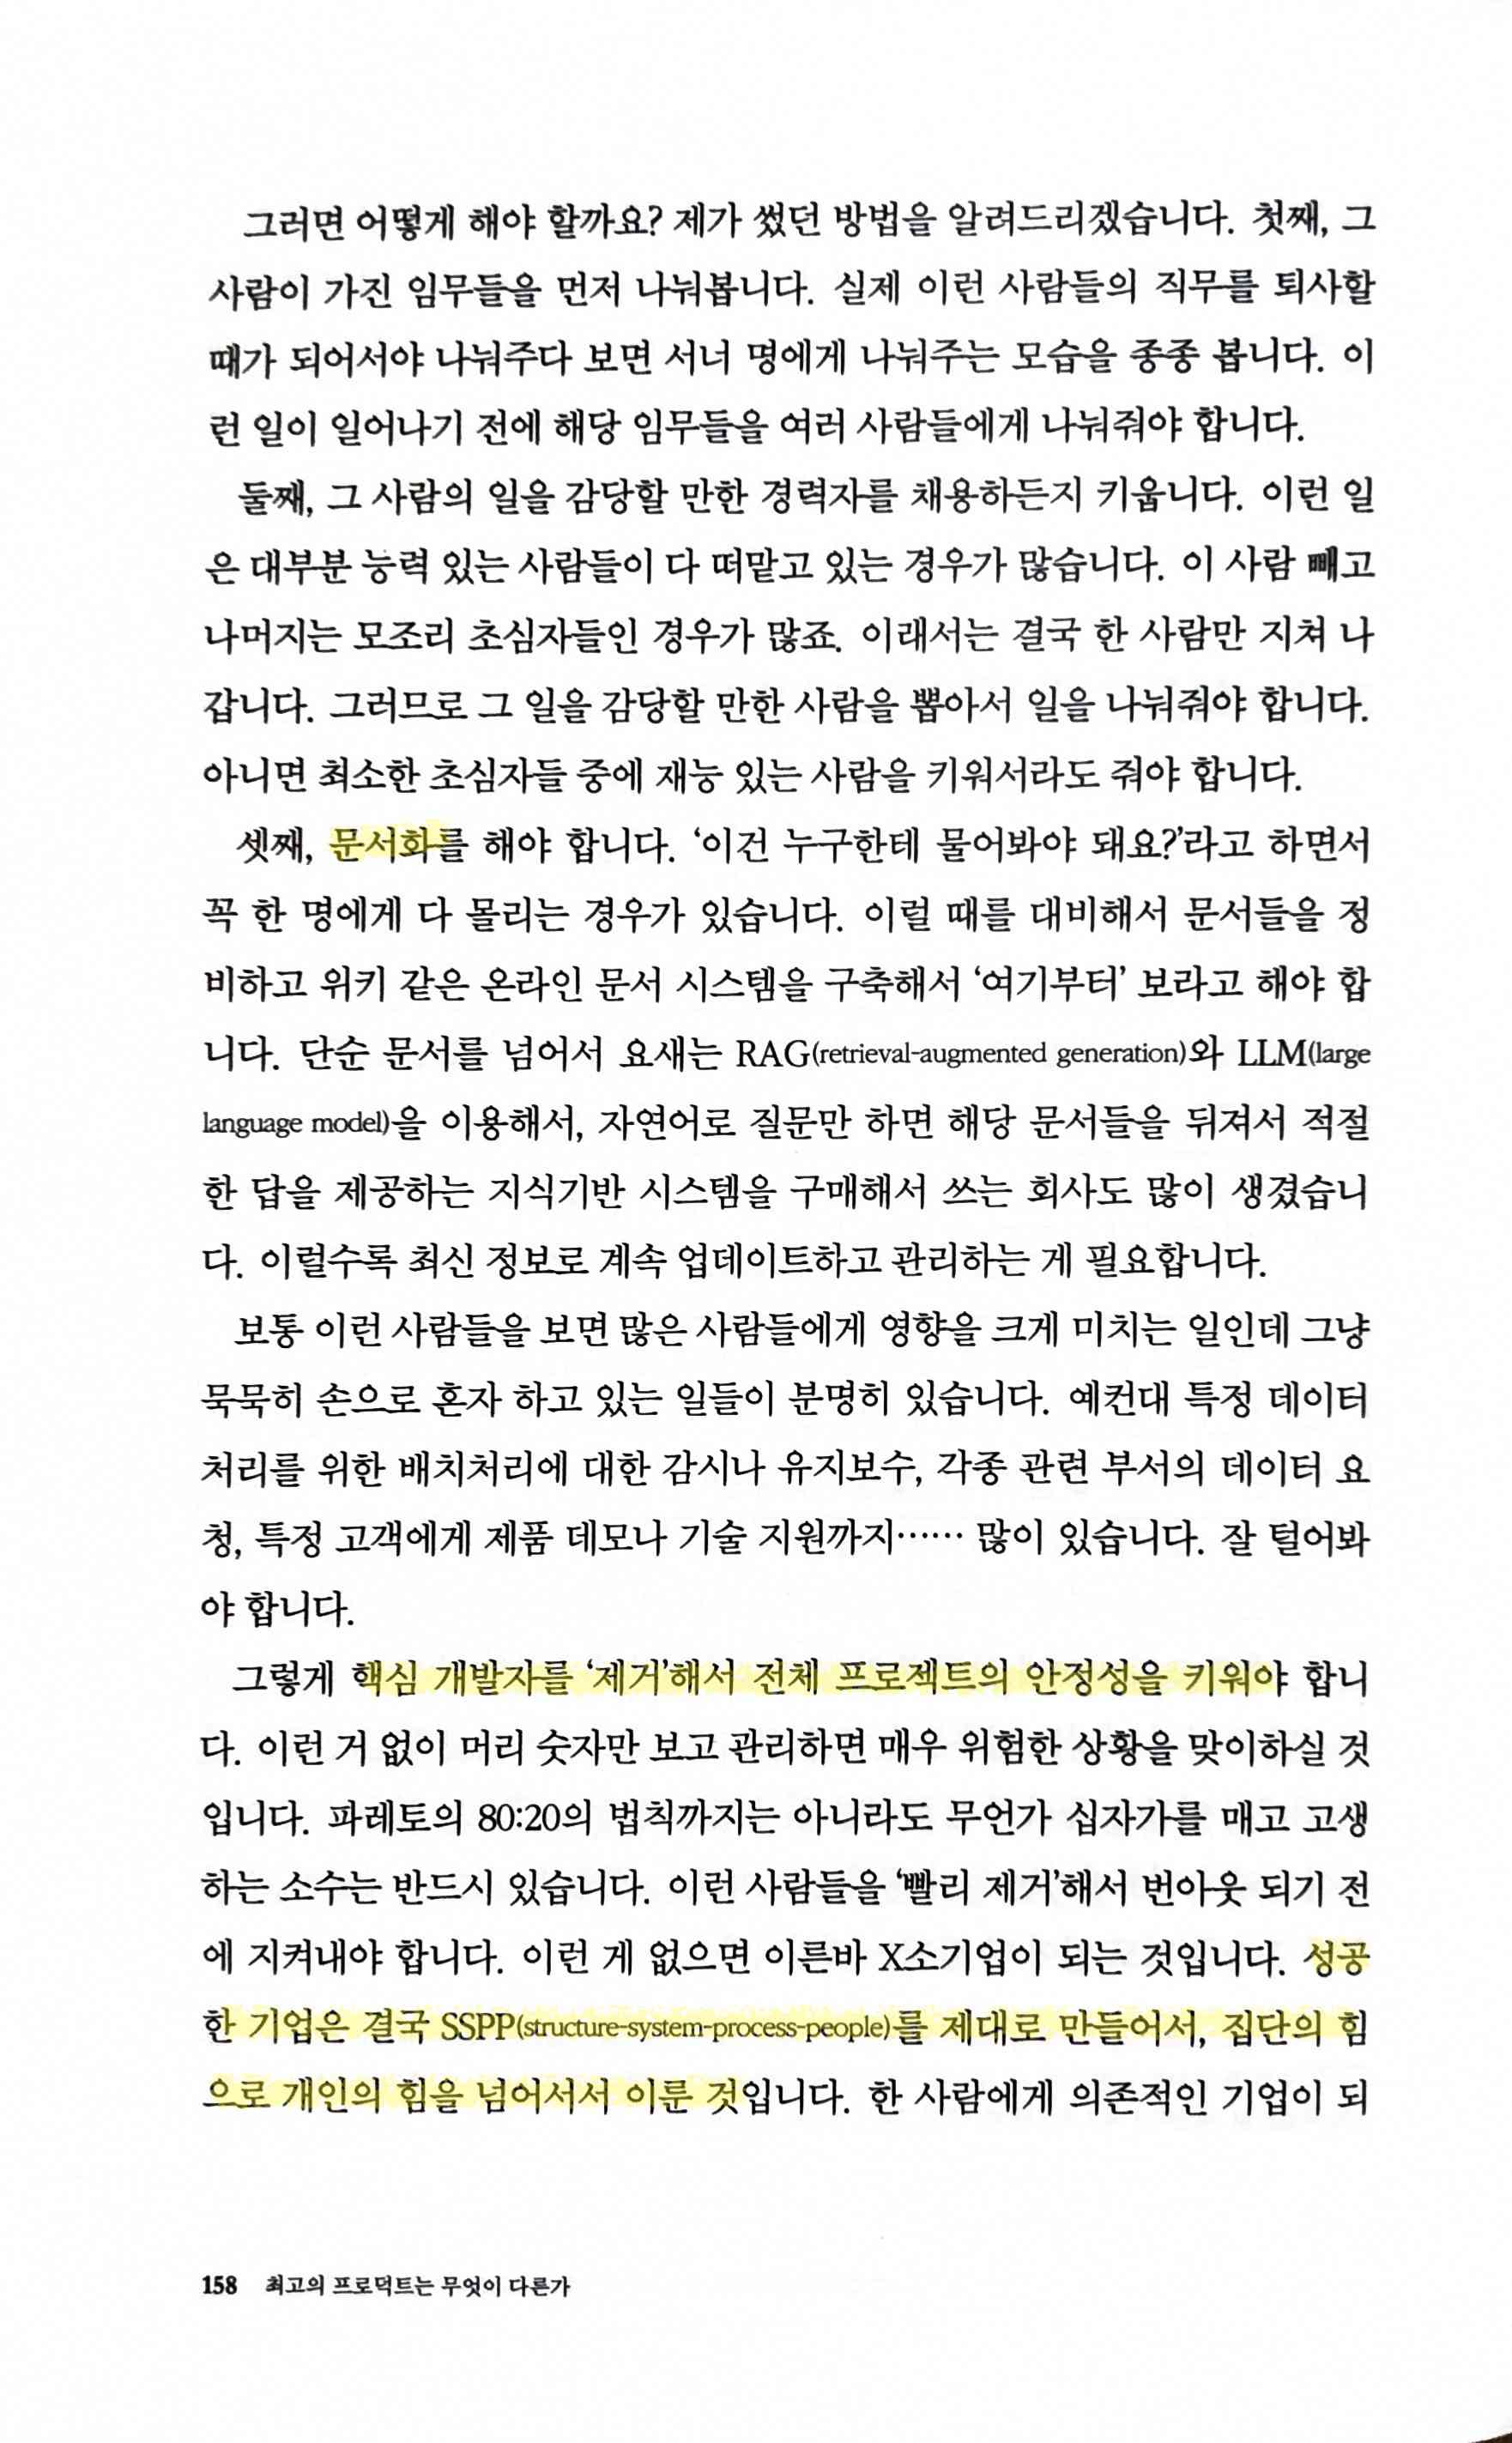 그러면 어떻게 해야 할까요? 제가 썼던 방법을 알려드리겠습니다. 첫째, 그
사람이 가진 임무들을 먼저 나눠봅니다. 실제 이런 사람들의 직무를 퇴사할
때가 되어서야 나눠주다 보면 서너 명에게 나눠주는 모습을 종종 봅니다. 이
런 일이 일어나기 전에 해당 임무들을 여러 사람들에게 나눠줘야 합니다.
둘째, 그 사람의 일을 감당할 만한 경력자를 채용하든지 키웁니다. 이런 일
은 대부분 능력 있는 사람들이 다 떠맡고 있는 경우가 많습니다. 이 사람 빼고
나머지는 모조리 초심자들인 경우가 많죠. 이래서는 결국 한 사람만 지쳐 나
갑니다. 그러므로 그 일을 감당할 만한 사람을 뽑아서 일을 나눠줘야 합니다.
아니면 최소한 초심자들 중에 재능 있는 사람을 키워서라도 줘야 합니다.
셋째, 문서화를 해야 합니다. ‘이건 누구한테 물어봐야 돼요?’라고 하면서
꼭 한 명에게 다 몰리는 경우가 있습니다. 이럴 때를 대비해서 문서들을 정
비하고 위키 같은 온라인 문서 시스템을 구축해서 ‘여기부터’ 보라고 해야 합
니다. 단순 문서를 넘어서 요새는 RAG(retrieval-augmented generation)와 LLM(large
language model)을 이용해서, 자연어로 질문만 하면 해당 문서들을 뒤져서 적절
한 답을 제공하는 지식기반 시스템을 구매해서 쓰는 회사도 많이 생겼습니
다. 이럴수록 최신 정보로 계속 업데이트하고 관리하는 게 필요합니다.
보통 이런 사람들을 보면 많은 사람들에게 영향을 크게 미치는 일인데 그냥
묵묵히 손으로 혼자 하고 있는 일들이 분명히 있습니다. 예컨대 특정 데이터
처리를 위한 배치처리에 대한 감시나 유지보수, 각종 관련 부서의 데이터 요
청, 특정 고객에게 제품 데모나 기술 지원까지…… 많이 있습니다. 잘 털어봐
야 합니다.
그렇게 핵심 개발자를 ‘제거’해서 전체 프로젝트의 안정성을 키워야 합니
다. 이런 거 없이 머리 숫자만 보고 관리하면 매우 위험한 상황을 맞이하실 것
입니다. 파레토의 80:20의 법칙까지는 아니라도 무언가 십자가를 매고 고생
하는 소수는 반드시 있습니다. 이런 사람들을 ‘빨리 제거’해서 번아웃 되기 전
에 지켜내야 합니다. 이런 게 없으면 이른바 X소기업이 되는 것입니다. 성공
한 기업은 결국 SSPP(structure-system-process-people)를 제대로 만들어서, 집단의 힘
으로 개인의 힘을 넘어서서 이룬 것입니다. 한 사람에게 의존적인 기업이 되
158 최고의 프로덕트는 무엇이 다른가